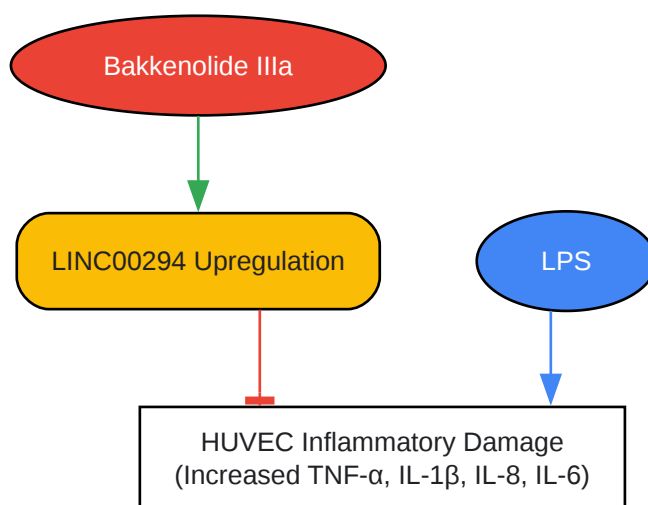 Bakkenolide IIIa
LINC00294 Upregulation
LPS
HUVEC Inflammatory Damage
(Increased TNF-α, IL-1β, IL-8, IL-6)